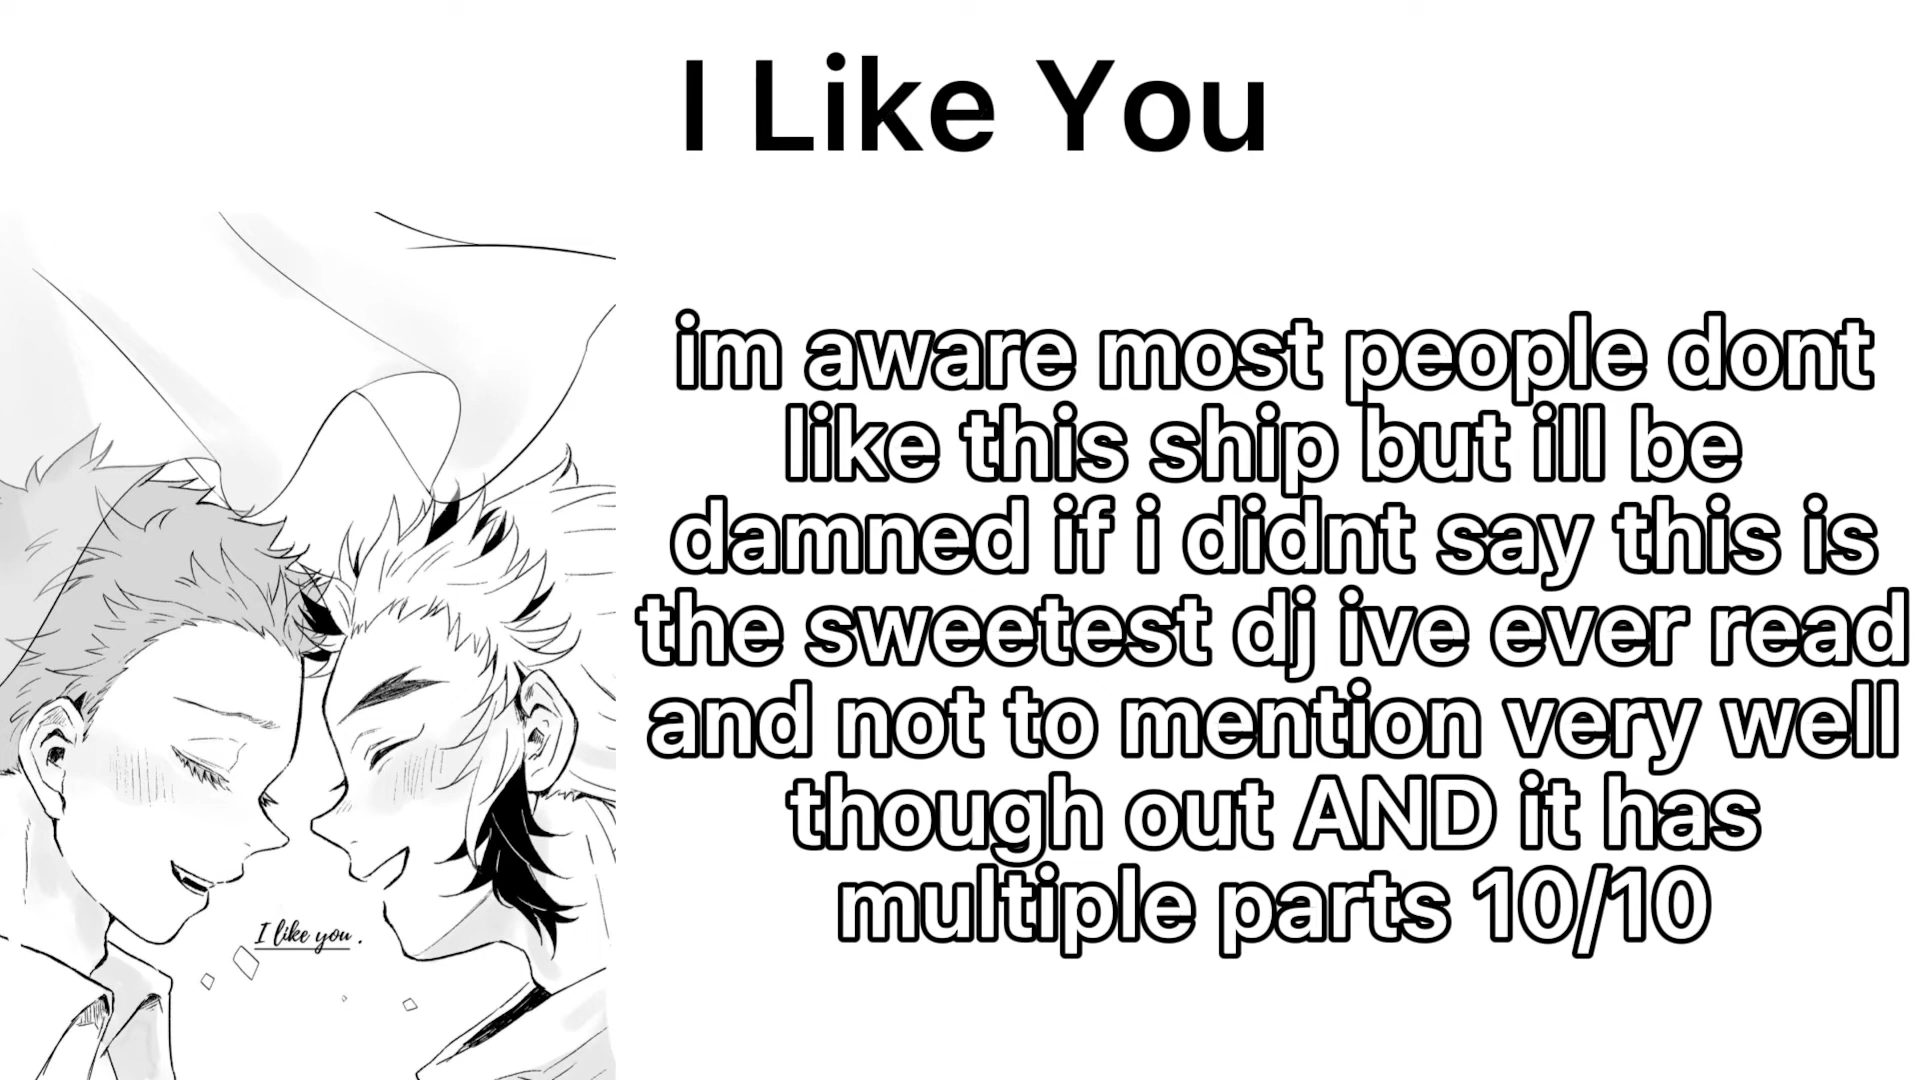 I Like You
im aware most people dont
like this ship but ill be
damned if i didnt say this is
the sweetest dj ive ever read
and not to mention very well
though out AND it has
multiple parts 10/10
I like you .